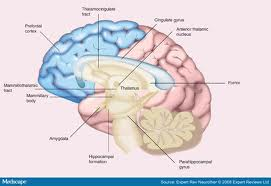 Thalamocingulate
tract
Cingulate gyrus
Prefrontal
cortex
Anterior thalamic
nucleus
Mammillothalamic
tract
Fornix
Mammillary
body
Thalamus
Amygdala
Hippocampal
formation
Parahippocampal
gyrus
Medscape
Source: Expert Rev Neurother © 2008 Expert Reviews Ltd